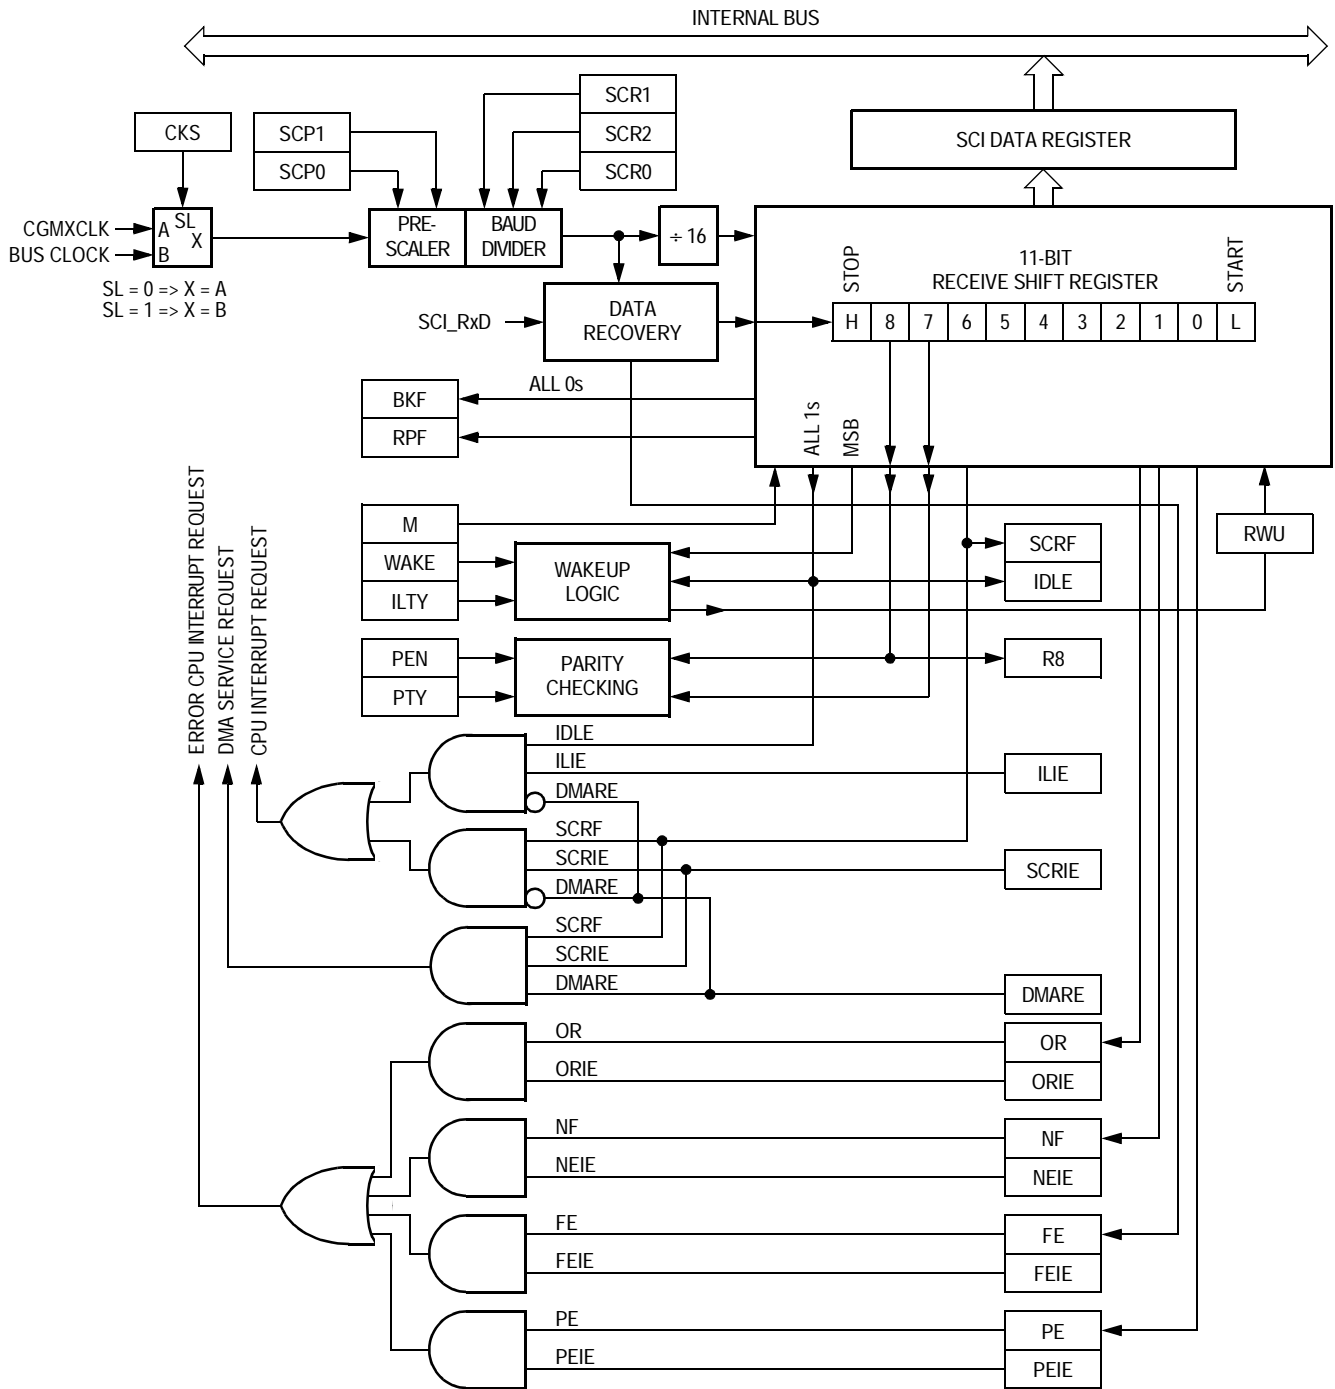 INTERNAL BUS
SCR1
SCR2
SCR0
CKS
SCP1
SCP0
SCI DATA REGISTER
CGMXCLK
BUS CLOCK
A
B
SL
X
SL = 0 => X = A
SL = 1 => X = B
PRE-
SCALER
BAUD
DIVIDER
÷ 16
STOP
11-BIT
RECEIVE SHIFT REGISTER
START
H 8 7 6 5 4 3 2 1 0 L
SCI_RxD
DATA
RECOVERY
ALL 0s
BKF
RPF
ALL 1s
MSB
ERROR CPU INTERRUPT REQUEST
DMA SERVICE REQUEST
CPU INTERRUPT REQUEST
M
WAKE
ILTY
WAKEUP
LOGIC
SCRF
IDLE
RWU
PEN
PTY
PARITY
CHECKING
R8
IDLE
ILIE
DMARE
ILIE
SCRF
SCRIE
DMARE
SCRIE
SCRF
SCRIE
DMARE
DMARE
OR
ORIE
OR
ORIE
NF
NEIE
NF
NEIE
FE
FEIE
FE
FEIE
PE
PEIE
PE
PEIE